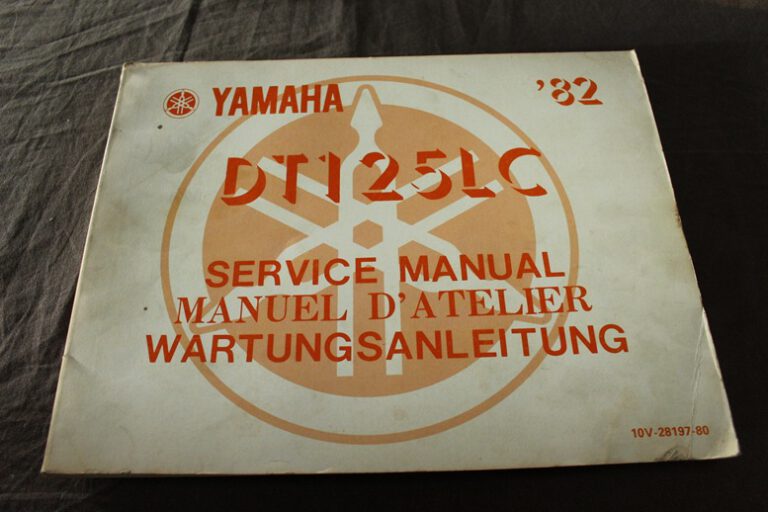 YAMAHA '82
DT125LC
SERVICE MANUAL
MANUEL D'ATELIER
WARTUNGSANLEITUNG
10V-28197-80